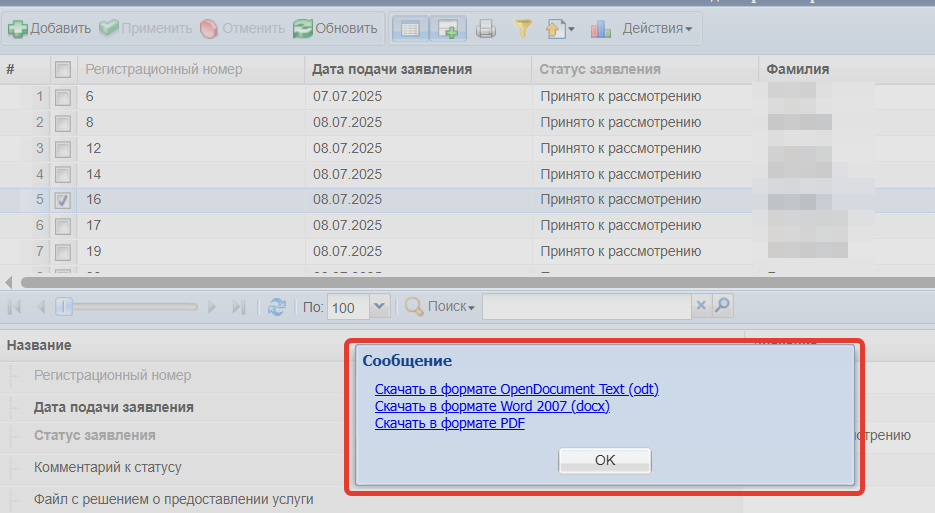 Добавить Применить Отменить Обновить Действия
# Регистрационный номер Дата подачи заявления Статус заявления Фамилия
1 6 07.07.2025 Принято к рассмотрению
2 8 08.07.2025 Принято к рассмотрению
3 12 08.07.2025 Принято к рассмотрению
4 14 08.07.2025 Принято к рассмотрению
5 16 08.07.2025 Принято к рассмотрению
6 17 08.07.2025 Принято к рассмотрению
7 19 08.07.2025 Принято к рассмотрению
По: 100 Поиск
Название
Регистрационный номер
Дата подачи заявления
Статус заявления
Комментарий к статусу
Файл с решением о предоставлении услуги
Сообщение
Скачать в формате OpenDocument Text (odt)
Скачать в формате Word 2007 (docx)
Скачать в формате PDF
OK